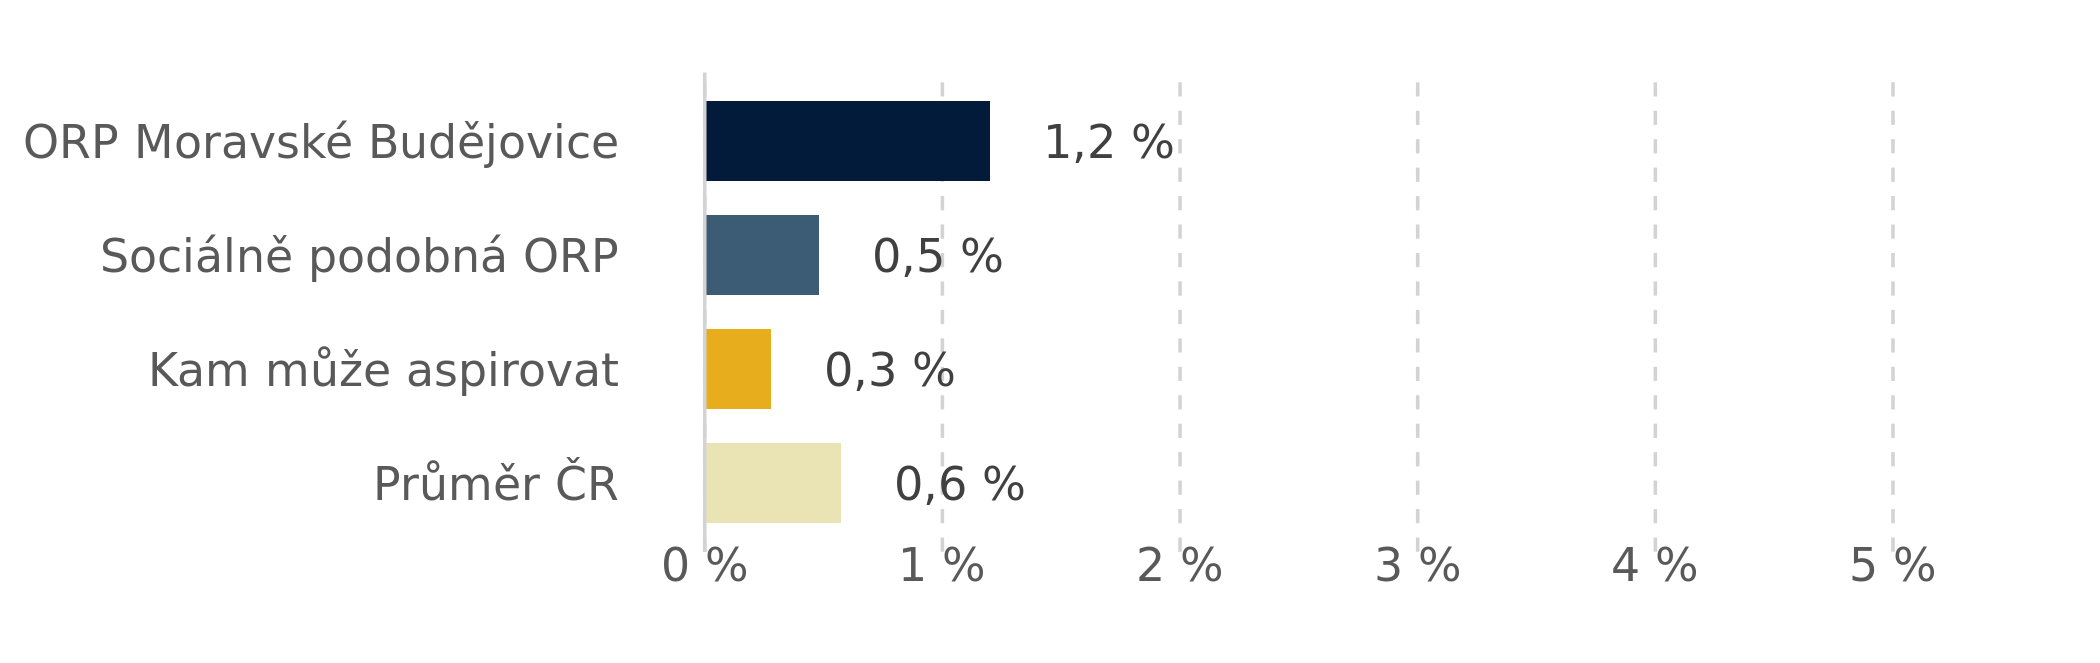 ORP Moravské Budějovice 1,2 %
Sociálně podobná ORP 0,5 %
Kam může aspirovat 0,3 %
Průměr ČR 0,6 %
0 % 1 % 2 % 3 % 4 % 5 %